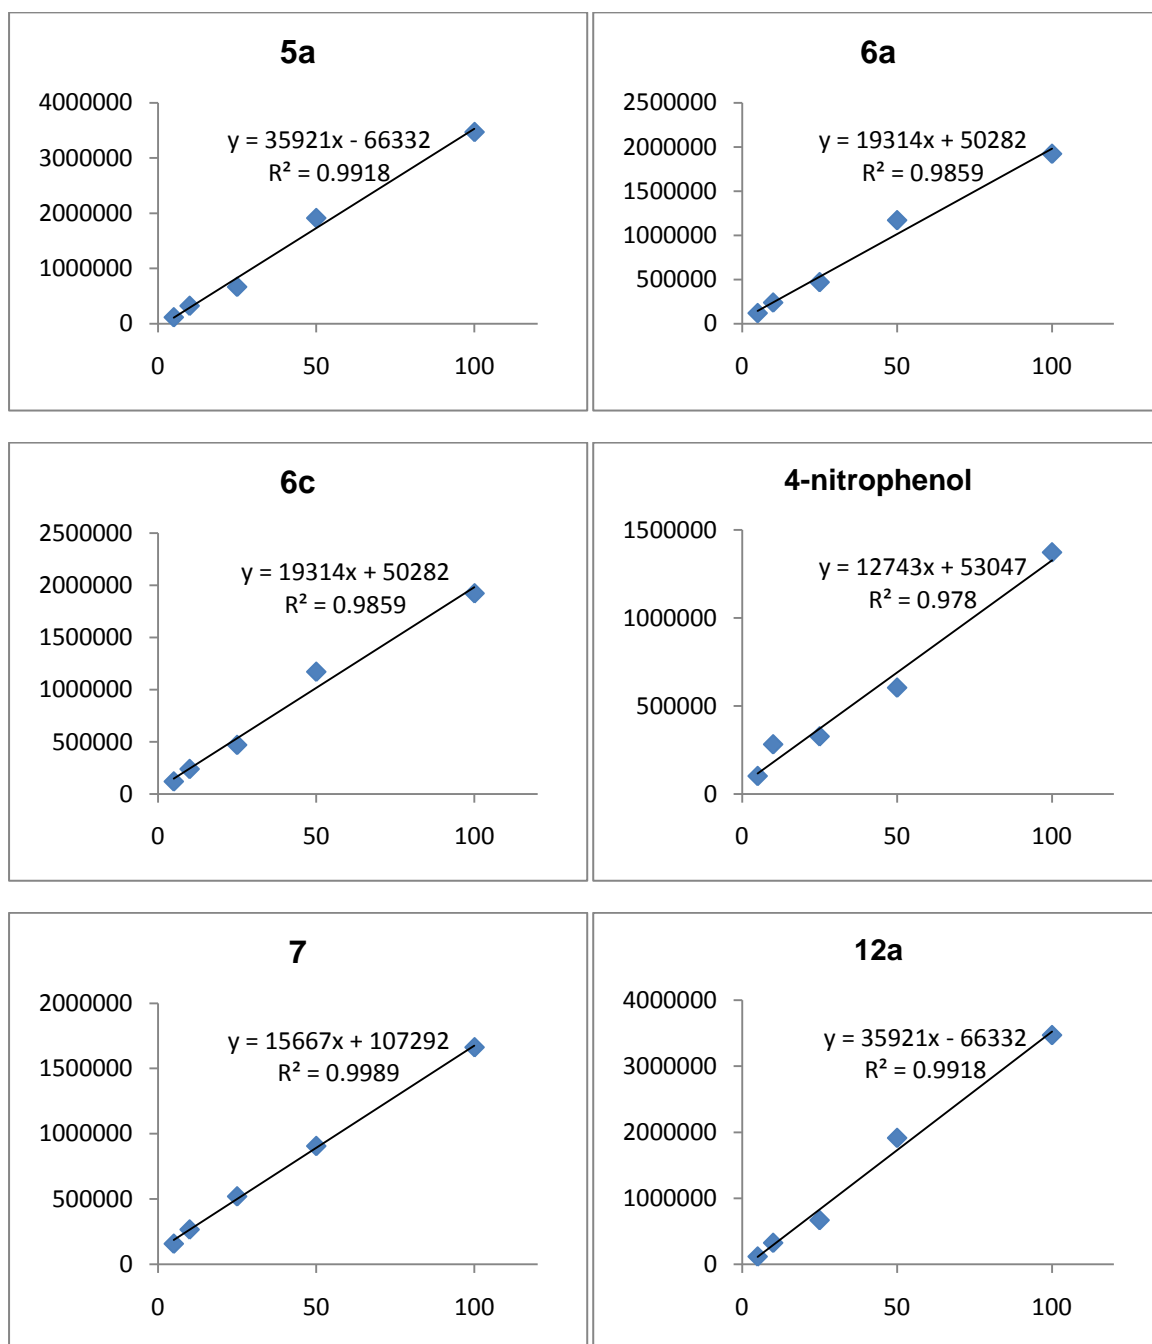 5a
4000000
3000000
2000000
1000000
0
y = 35921x - 66332
R² = 0.9918
0 50 100
6a
2500000
2000000
1500000
1000000
500000
0
y = 19314x + 50282
R² = 0.9859
0 50 100
6c
2500000
2000000
1500000
1000000
500000
0
y = 19314x + 50282
R² = 0.9859
0 50 100
4-nitrophenol
1500000
1000000
500000
0
y = 12743x + 53047
R² = 0.978
0 50 100
7
2000000
1500000
1000000
500000
0
y = 15667x + 107292
R² = 0.9989
0 50 100
12a
4000000
3000000
2000000
1000000
0
y = 35921x - 66332
R² = 0.9918
0 50 100